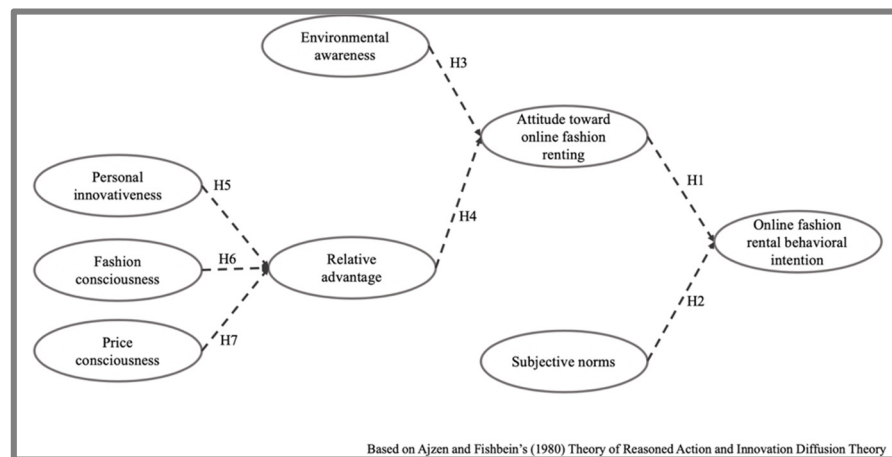 Environmental
awareness
H3
Attitude toward
online fashion
renting
Personal
innovativeness
H5
H1
H4
Fashion
consciousness
H6
Relative
advantage
Online fashion
rental behavioral
intention
H2
Price
consciousness
H7
Subjective norms
Based on Ajzen and Fishbein's (1980) Theory of Reasoned Action and Innovation Diffusion Theory